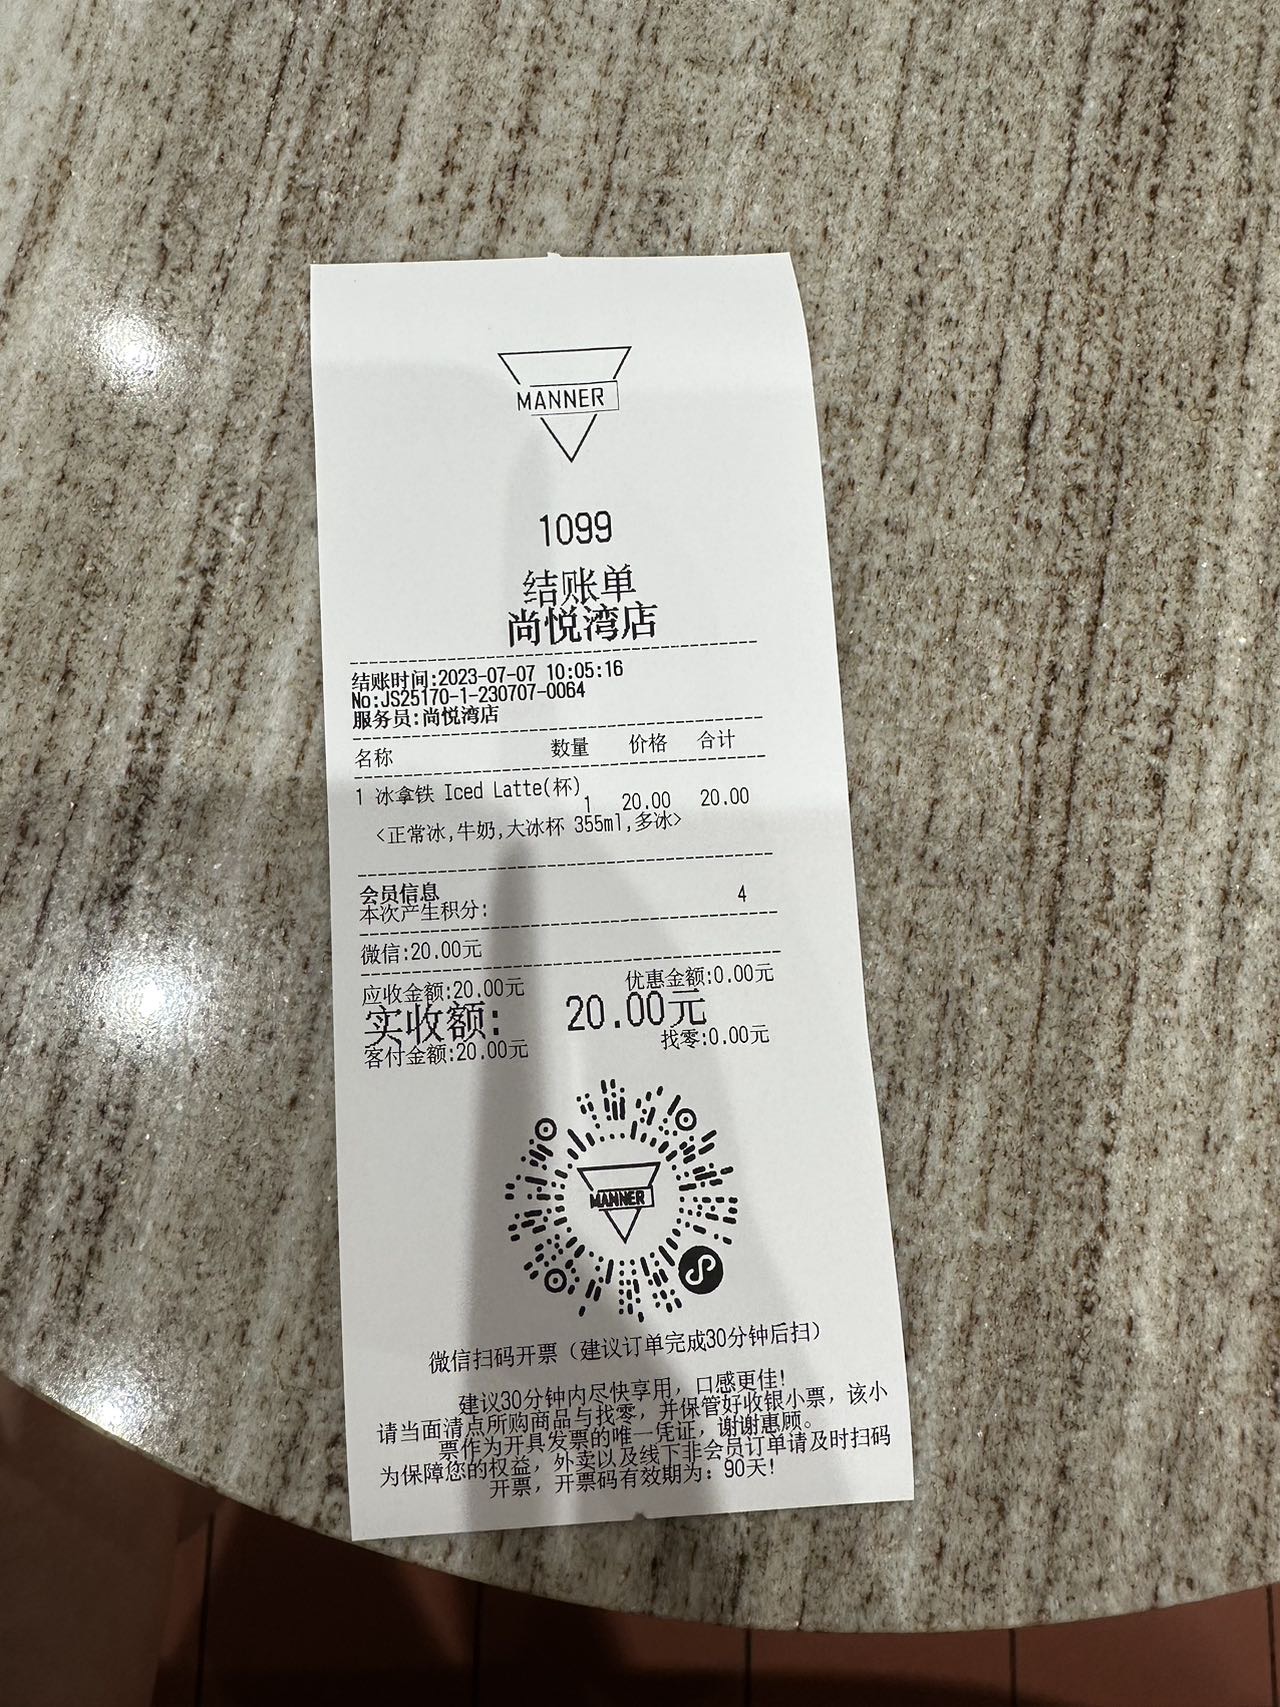 MANNER
1099
结账单
尚悦湾店
结账时间:2023-07-07 10:05:16
No:JS25170-1-230707-0064
服务员:尚悦湾店
名称 数量 价格 合计
1 冰拿铁 Iced Latte(杯)
1 20.00 20.00
<正常冰,牛奶,大冰杯 355ml,多冰>
会员信息
本次产生积分: 4
微信:20.00元
应收金额:20.00元 优惠金额:0.00元
实收额: 20.00元
客付金额:20.00元 找零:0.00元
MANNER
微信扫码开票（建议订单完成30分钟后扫）
建议30分钟内尽快享用，口感更佳!
请当面清点所购商品与找零，并保管好收银小票，该小
票作为开具发票的唯一凭证，谢谢惠顾。
为保障您的权益，外卖以及线下非会员订单请及时扫码
开票，开票码有效期为：90天!